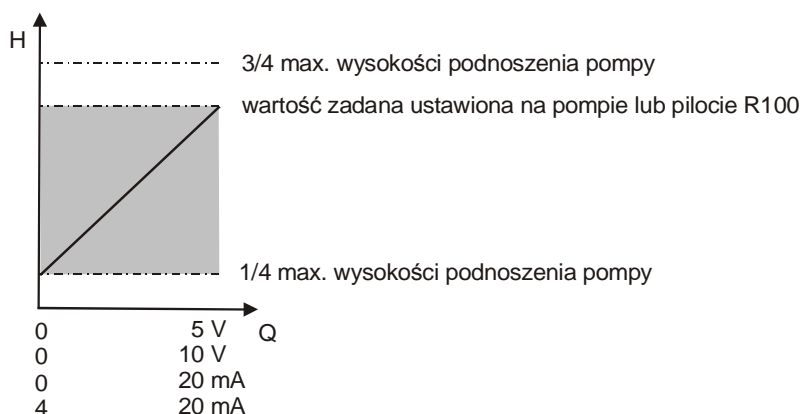 H
3/4 max. wysokości podnoszenia pompy
wartość zadana ustawiona na pompie lub pilocie R100
1/4 max. wysokości podnoszenia pompy
0 5 V Q
0 10 V
0 20 mA
4 20 mA